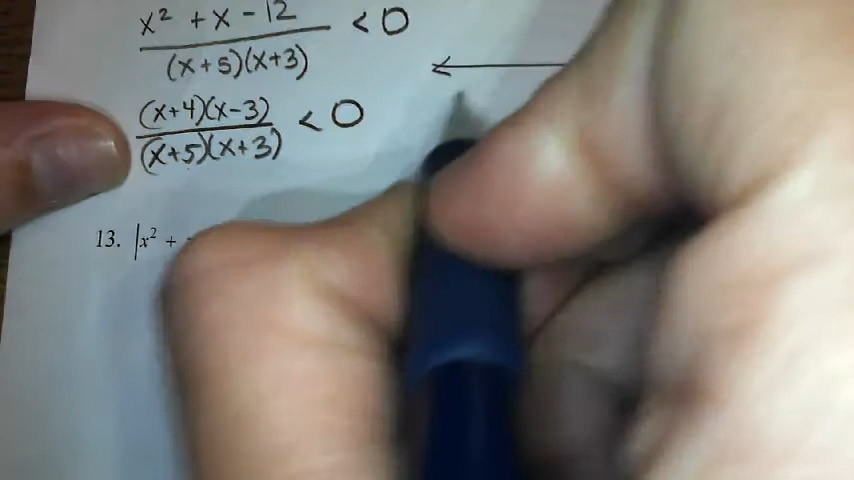 x² + x - 12
(x+5)(x+3) < 0
(x+4)(x-3)
(x+5)(x+3) < 0
13. |x² +